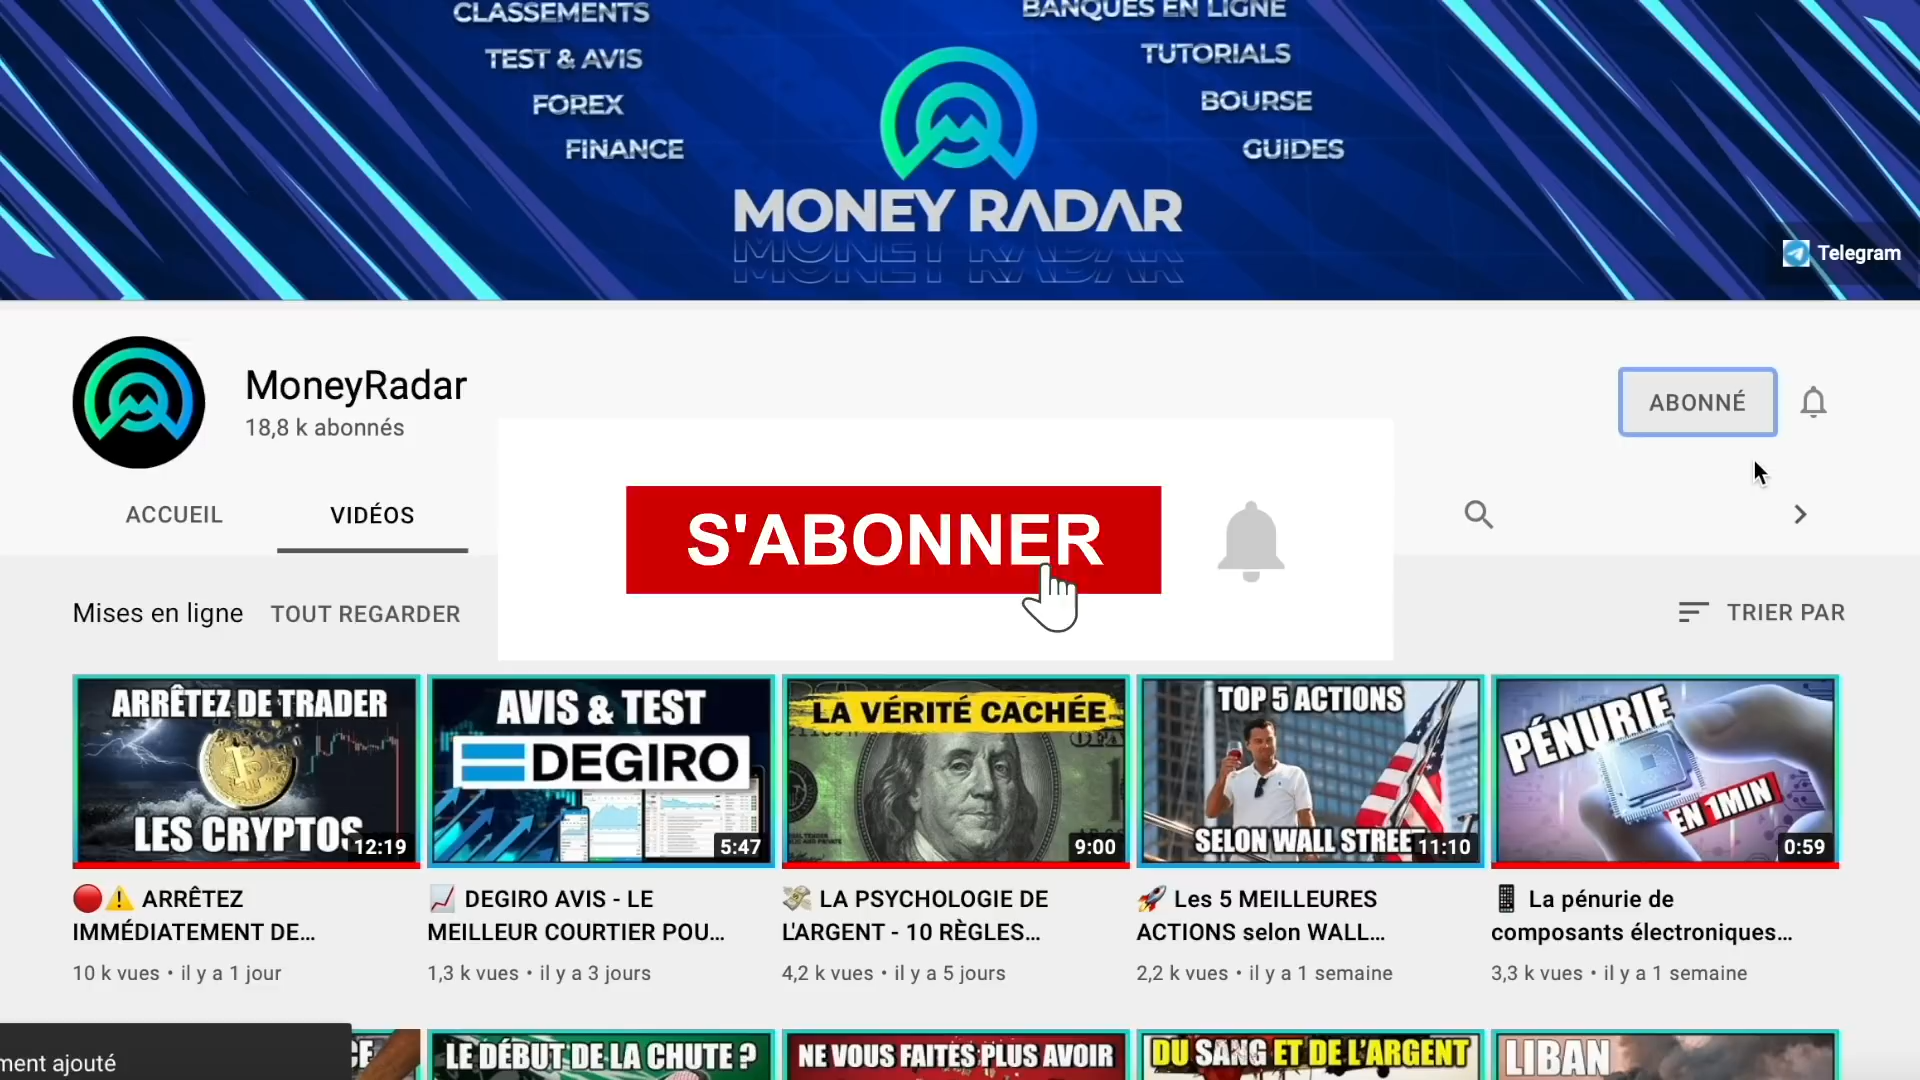 CLASSEMENTS
TEST & AVIS
FOREX
FINANCE
BANQUES EN LIGNE
TUTORIALS
BOURSE
GUIDES
MONEY RADAR
Telegram
MoneyRadar
18,8 k abonnés
ABONNÉ
ACCUEIL
VIDÉOS
S'ABONNER
Mises en ligne
TOUT REGARDER
TRIER PAR
ARRÊTEZ DE TRADER
LES CRYPTOS
12:19
AVIS & TEST
DEGIRO
5:47
LA VÉRITÉ CACHÉE
9:00
TOP 5 ACTIONS
SELON WALL STREET
11:10
PÉNURIE
EN 1MIN
0:59
🔴⚠️ ARRÊTEZ
IMMÉDIATEMENT DE...
10 k vues • il y a 1 jour
📈 DEGIRO AVIS - LE
MEILLEUR COURTIER POU...
1,3 k vues • il y a 3 jours
💸 LA PSYCHOLOGIE DE
L'ARGENT - 10 RÈGLES...
4,2 k vues • il y a 5 jours
🚀 Les 5 MEILLEURES
ACTIONS selon WALL...
2,2 k vues • il y a 1 semaine
📱 La pénurie de
composants électroniques...
3,3 k vues • il y a 1 semaine
ment ajouté
LE DÉBUT DE LA CHUTE ?
NE VOUS FAITES PLUS AVOIR
DU SANG ET DE L'ARGENT
LIBAN